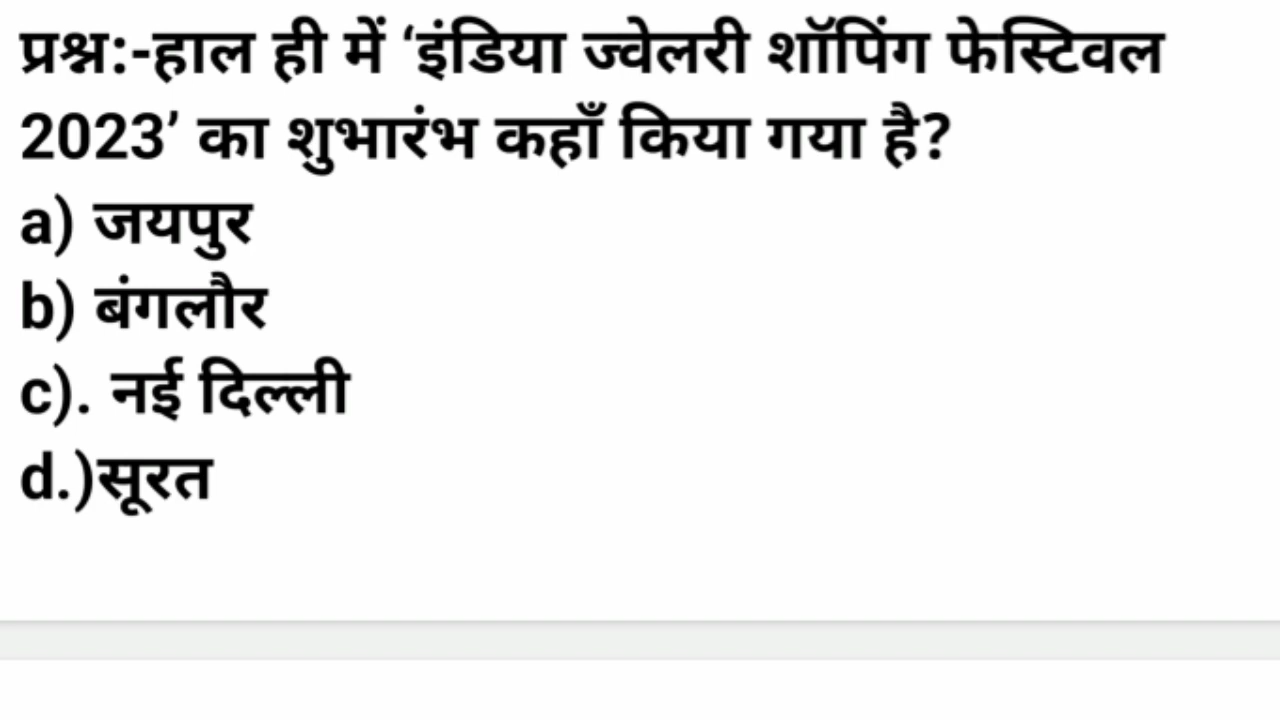 प्रश्न:-हाल ही में ‘इंडिया ज्वेलरी शॉपिंग फेस्टिवल
2023’ का शुभारंभ कहाँ किया गया है?
a) जयपुर
b) बंगलौर
c). नई दिल्ली
d.)सूरत